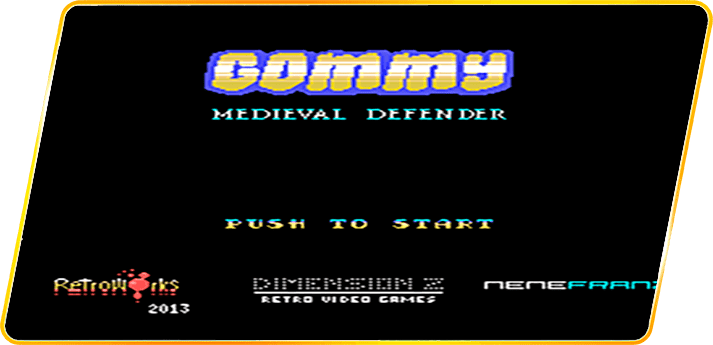 GOMMY
MEDIEVAL DEFENDER
PUSH TO START
RETROWORKS
2013
DIMENSION Z
RETRO VIDEO GAMES
NENEFRANZ